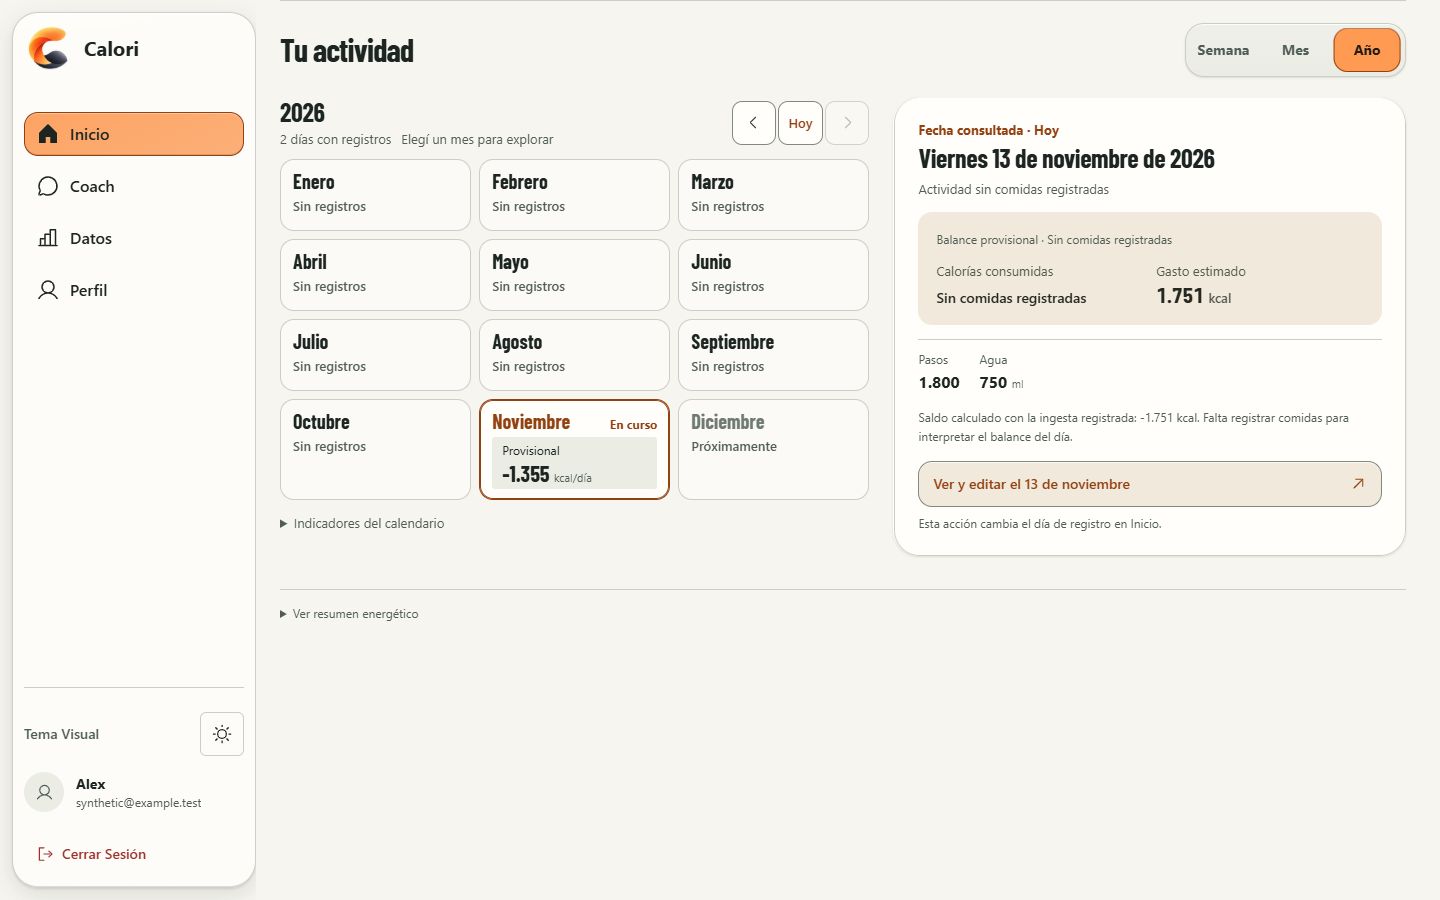 Calori
Inicio
Coach
Datos
Perfil
Tema Visual
Alex
synthetic@example.test
Cerrar Sesión
Tu actividad
Semana
Mes
Año
2026
2 días con registros
Elegí un mes para explorar
Hoy
Enero
Sin registros
Febrero
Sin registros
Marzo
Sin registros
Abril
Sin registros
Mayo
Sin registros
Junio
Sin registros
Julio
Sin registros
Agosto
Sin registros
Septiembre
Sin registros
Octubre
Sin registros
Noviembre
En curso
Provisional
-1.355 kcal/día
Diciembre
Próximamente
Indicadores del calendario
Fecha consultada · Hoy
Viernes 13 de noviembre de 2026
Actividad sin comidas registradas
Balance provisional · Sin comidas registradas
Calorías consumidas
Sin comidas registradas
Gasto estimado
1.751 kcal
Pasos
1.800
Agua
750 ml
Saldo calculado con la ingesta registrada: -1.751 kcal. Falta registrar comidas para
interpretar el balance del día.
Ver y editar el 13 de noviembre
Esta acción cambia el día de registro en Inicio.
Ver resumen energético